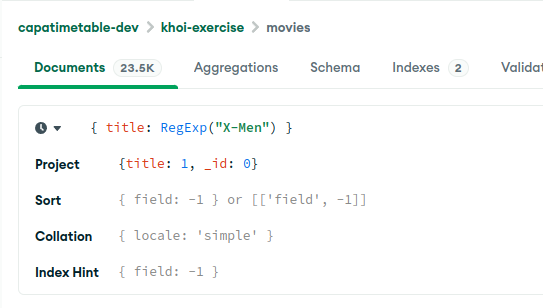 capatimetable-dev > khoi-exercise > movies
Documents 23.5K Aggregations Schema Indexes 2 Validat
{ title: RegExp("X-Men") }
Project {title: 1, _id: 0}
Sort { field: -1 } or [['field', -1]]
Collation { locale: 'simple' }
Index Hint { field: -1 }